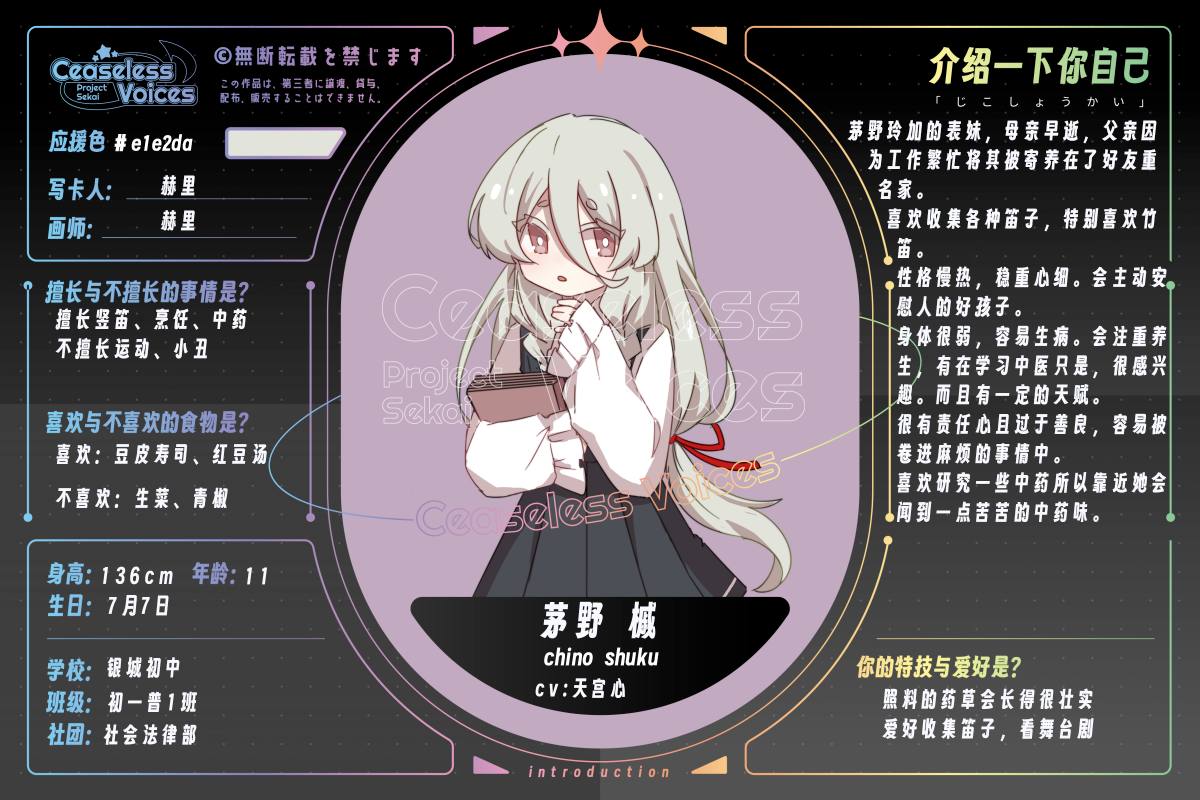 Ceaseless
Project
Sekai
Voices
©無断転載を禁じます
この作品は、第三者に譲渡、貸与、
配布、販売することはできません。
应援色 #e1e2da
写卡人: 赫里
画师: 赫里
擅长与不擅长的事情是?
擅长竖笛、烹饪、中药
不擅长运动、小丑
喜欢与不喜欢的食物是?
喜欢: 豆皮寿司、红豆汤
不喜欢: 生菜、青椒
身高: 136cm 年龄: 11
生日: 7月7日
学校: 银城初中
班级: 初一普1班
社团: 社会法律部
Ceaseless
Project
Sekai
Voices
Ceaseless Voices
茅野 槭
chino shuku
cv:天宫心
introduction
介绍一下你自己
「じこしょうかい」
茅野玲加的表妹，母亲早逝，父亲因
为工作繁忙将其被寄养在了好友重
名家。
喜欢收集各种笛子，特别喜欢竹
笛。
性格慢热，稳重心细。会主动安
慰人的好孩子。
身体很弱，容易生病。会注重养
生，有在学习中医只是，很感兴
趣。而且有一定的天赋。
很有责任心且过于善良，容易被
卷进麻烦的事情中。
喜欢研究一些中药所以靠近她会
闻到一点苦苦的中药味。
你的特技与爱好是?
照料的药草会长得很壮实
爱好收集笛子，看舞台剧